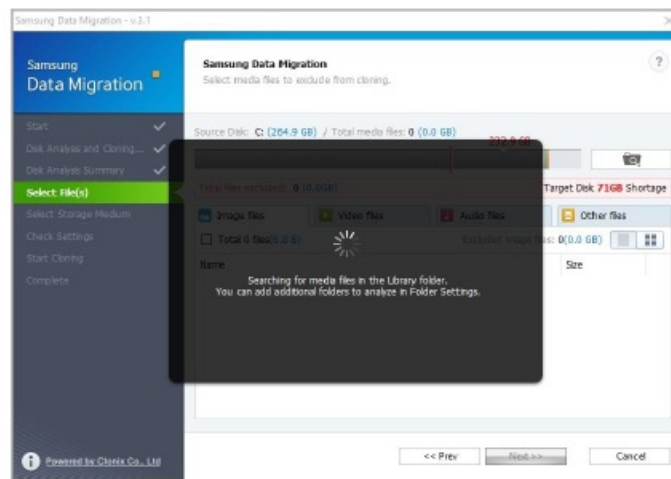 Samsung Data Migration - v.3.1
Samsung
Data Migration
Start
Disk Analysis and Cloning...
Disk Analysis Summary
Select File(s)
Select Storage Medium
Check Settings
Start Cloning
Complete
Powered by Clonix Co., Ltd
Samsung Data Migration
Select media files to exclude from cloning.
?
Source Disk: C: (264.9 GB) / Total media files: 0 (0.0 GB)
232.9 GB
Total files excluded: 0 (0.0GB)
Target Disk 71GB Shortage
Image files
Video files
Audio files
Other files
Total 0 files(0.0 B)
Excluded image files: 0(0.0 GB)
Name
Size
Searching for media files in the Library folder.
You can add additional folders to analyze in Folder Settings.
<< Prev
Next >>
Cancel